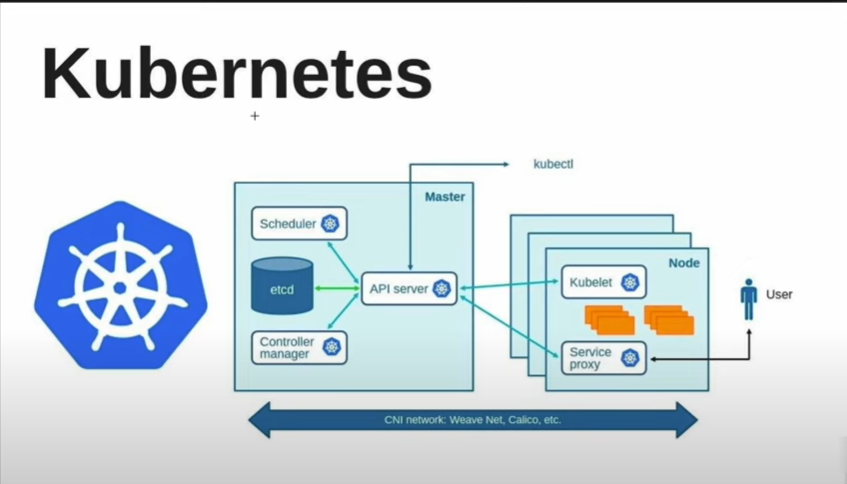 Kubernetes
kubectl
Master
Scheduler
etcd
API server
Controller
manager
Node
Kubelet
Service
proxy
User
CNI network: Weave Net, Calico, etc.